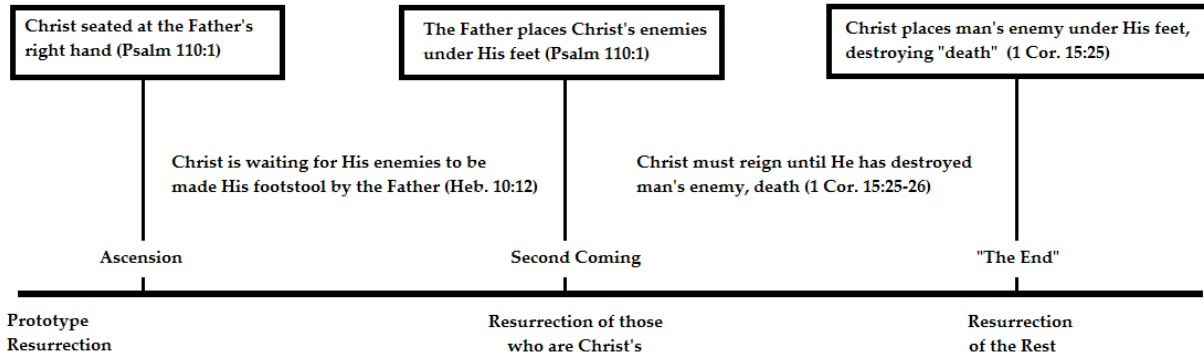 Christ seated at the Father's
right hand (Psalm 110:1)
The Father places Christ's enemies
under His feet (Psalm 110:1)
Christ places man's enemy under His feet,
destroying "death" (1 Cor. 15:25)
Christ is waiting for His enemies to be
made His footstool by the Father (Heb. 10:12)
Christ must reign until He has destroyed
man's enemy, death (1 Cor. 15:25-26)
Ascension
Second Coming
"The End"
Prototype
Resurrection
Resurrection of those
who are Christ's
Resurrection
of the Rest